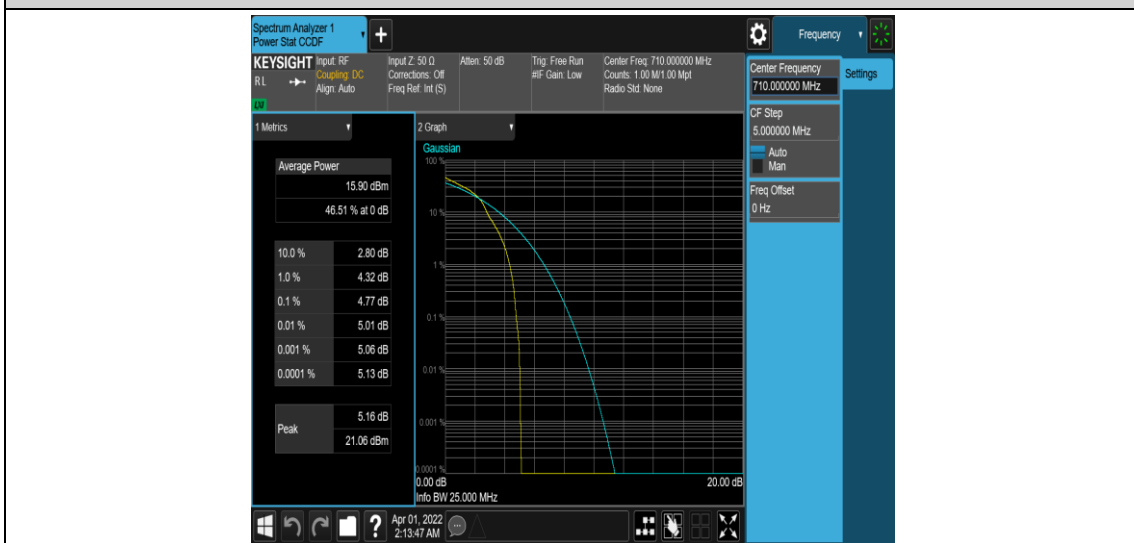 Spectrum Analyzer 1
Power Stat CCDF
+
Frequency
KEYSIGHT
RL
LXI
Input: RF
Coupling: DC
Align: Auto
Input Z: 50 Ω
Corrections: Off
Freq Ref: Int (S)
Atten: 50 dB
Trig: Free Run
#IF Gain: Low
Center Freq: 710.000000 MHz
Counts: 1.00 M/1.00 Mpt
Radio Std: None
Center Frequency
710.000000 MHz
Settings
CF Step
5.000000 MHz
Auto
Man
Freq Offset
0 Hz
1 Metrics
Average Power
15.90 dBm
46.51 % at 0 dB
10.0 % 2.80 dB
1.0 % 4.32 dB
0.1 % 4.77 dB
0.01 % 5.01 dB
0.001 % 5.06 dB
0.0001 % 5.13 dB
Peak
5.16 dB
21.06 dBm
2 Graph
Gaussian
100 %
10 %
1 %
0.1 %
0.01 %
0.001 %
0.0001 %
0.00 dB 20.00 dB
Info BW 25.000 MHz
?
Apr 01, 2022
2:13:47 AM